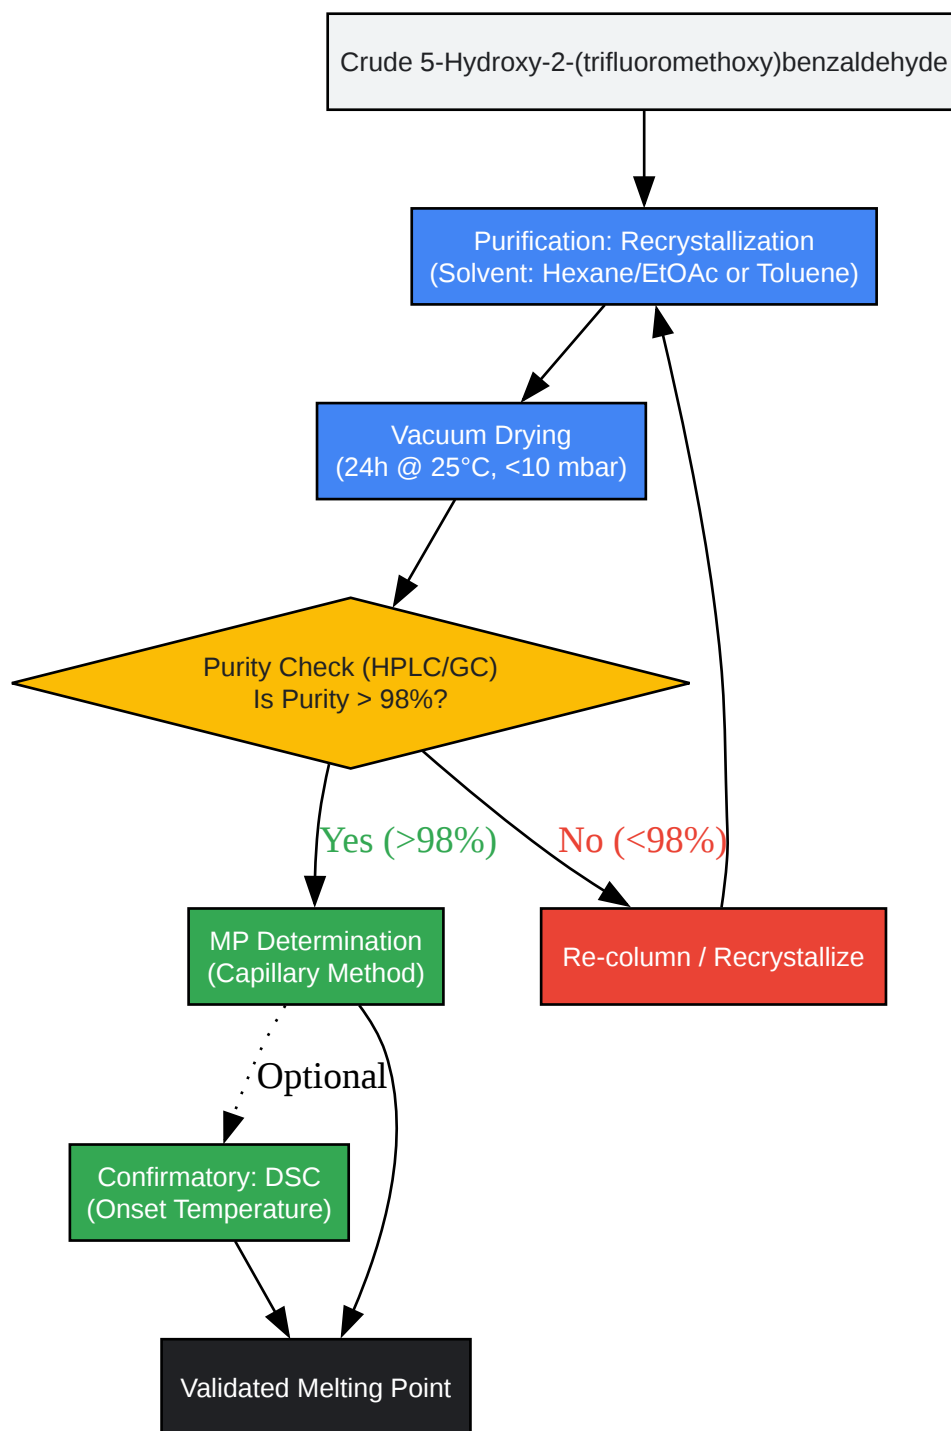 Crude 5-Hydroxy-2-(trifluoromethoxy)benzaldehyde
Purification: Recrystallization
(Solvent: Hexane/EtOAc or Toluene)
Vacuum Drying
(24h @ 25°C, <10 mbar)
Purity Check (HPLC/GC)
Is Purity > 98%?
Yes (>98%)
No (<98%)
MP Determination
(Capillary Method)
Re-column / Recrystallize
Optional
Confirmatory: DSC
(Onset Temperature)
Validated Melting Point